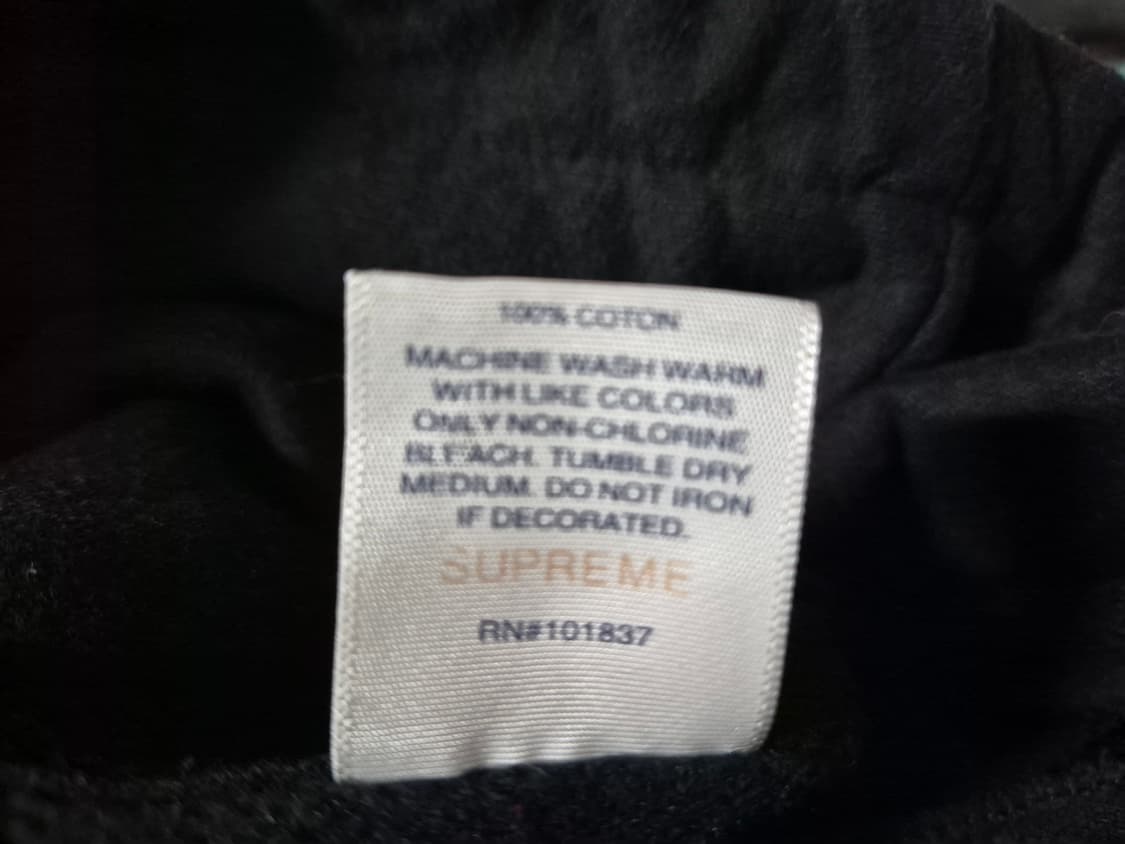 100% COTON
MACHINE WASH WARM
WITH LIKE COLORS
ONLY NON-CHLORINE
BLEACH. TUMBLE DRY
MEDIUM. DO NOT IRON
IF DECORATED.
SUPREME
RN#101837